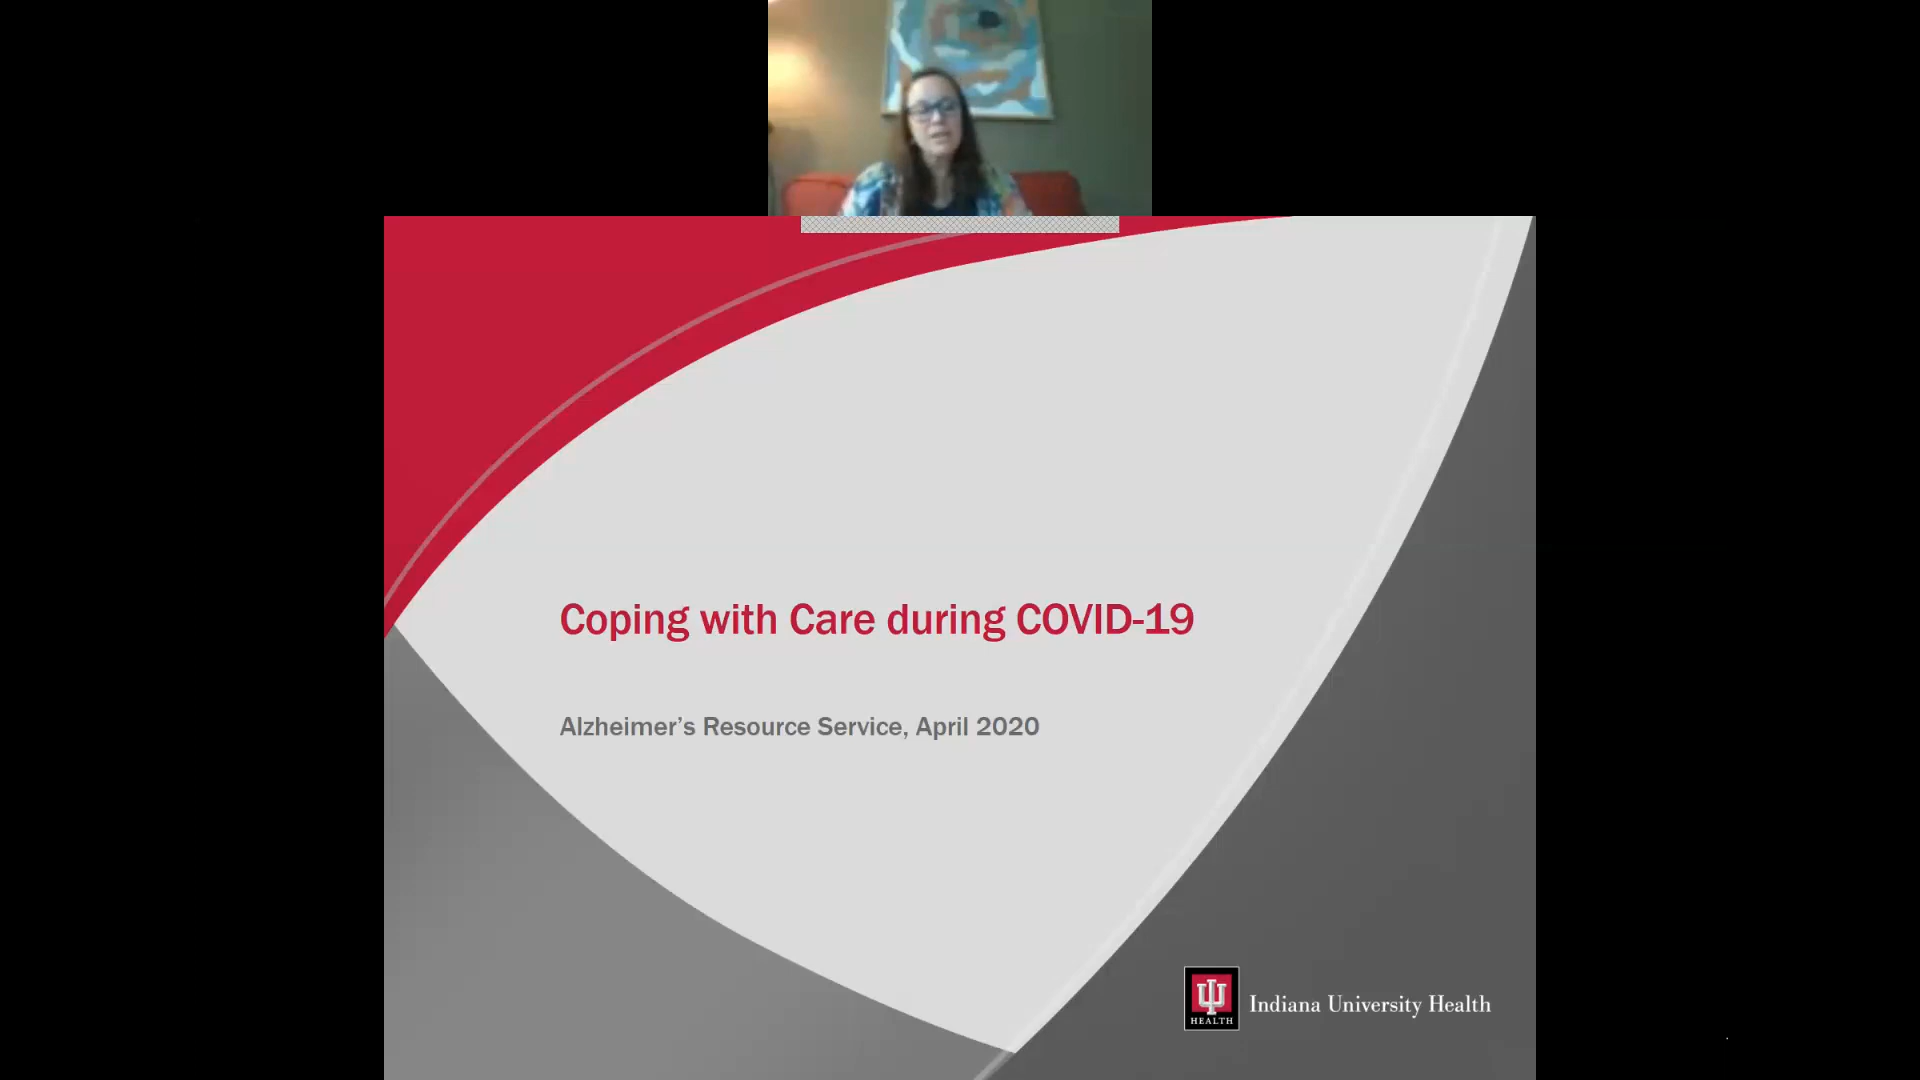 Coping with Care during COVID-19
Alzheimer’s Resource Service, April 2020
HEALTH
Indiana University Health